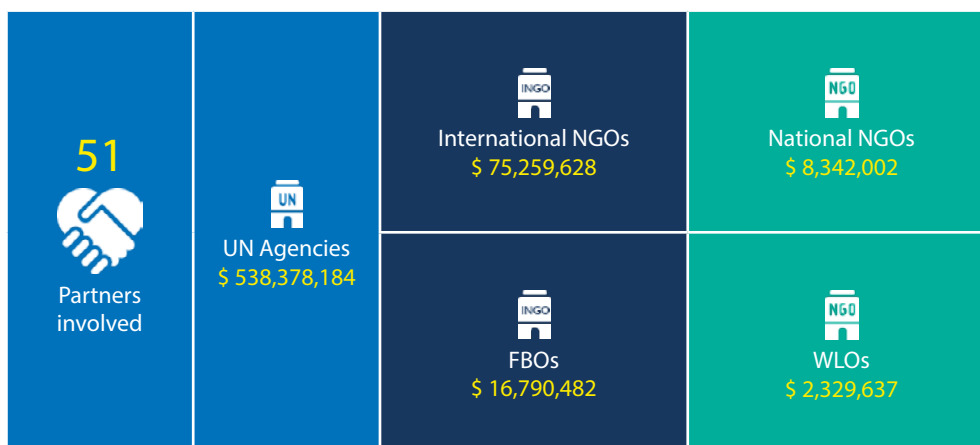 51
Partners
involved
UN
UN Agencies
$ 538,378,184
INGO
International NGOs
$ 75,259,628
NGO
National NGOs
$ 8,342,002
INGO
FBOs
$ 16,790,482
NGO
WLOs
$ 2,329,637